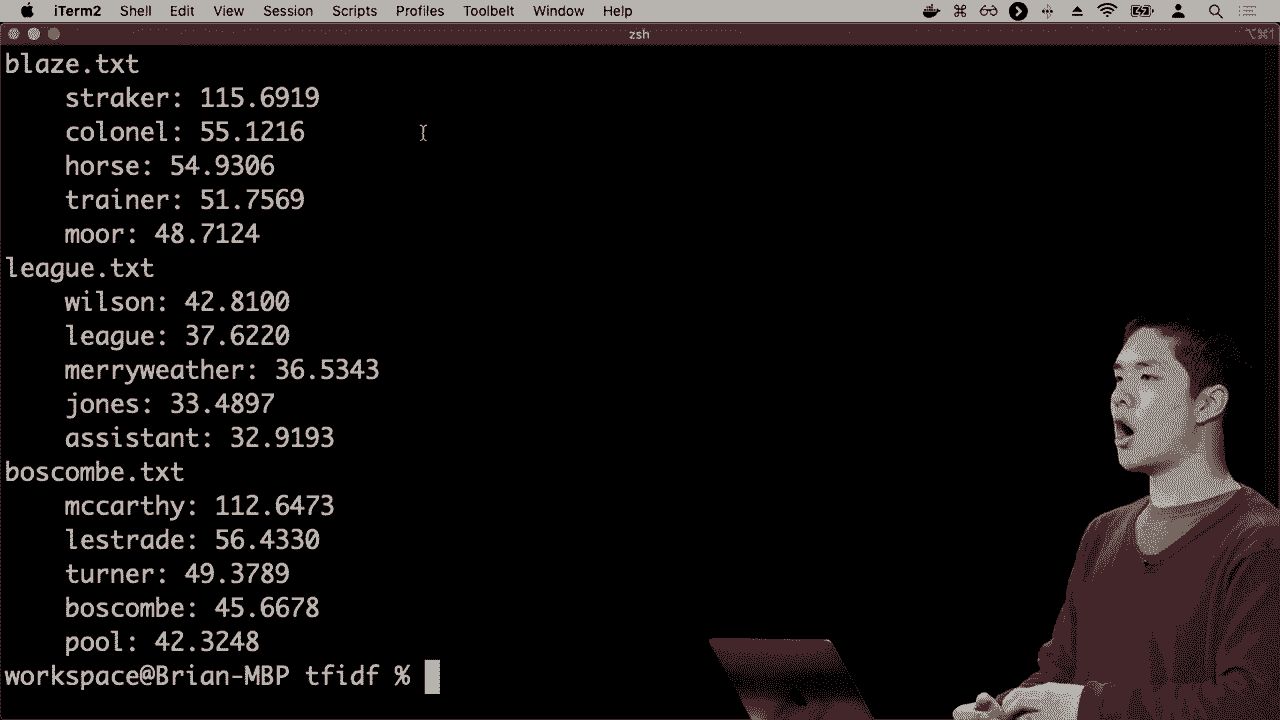 iTerm2 Shell Edit View Session Scripts Profiles Toolbelt Window Help
zsh
blaze.txt
straker: 115.6919
colonel: 55.1216
horse: 54.9306
trainer: 51.7569
moor: 48.7124
league.txt
wilson: 42.8100
league: 37.6220
merryweather: 36.5343
jones: 33.4897
assistant: 32.9193
boscombe.txt
mccarthy: 112.6473
lestrade: 56.4330
turner: 49.3789
boscombe: 45.6678
pool: 42.3248
workspace@Brian-MBP tfidf %